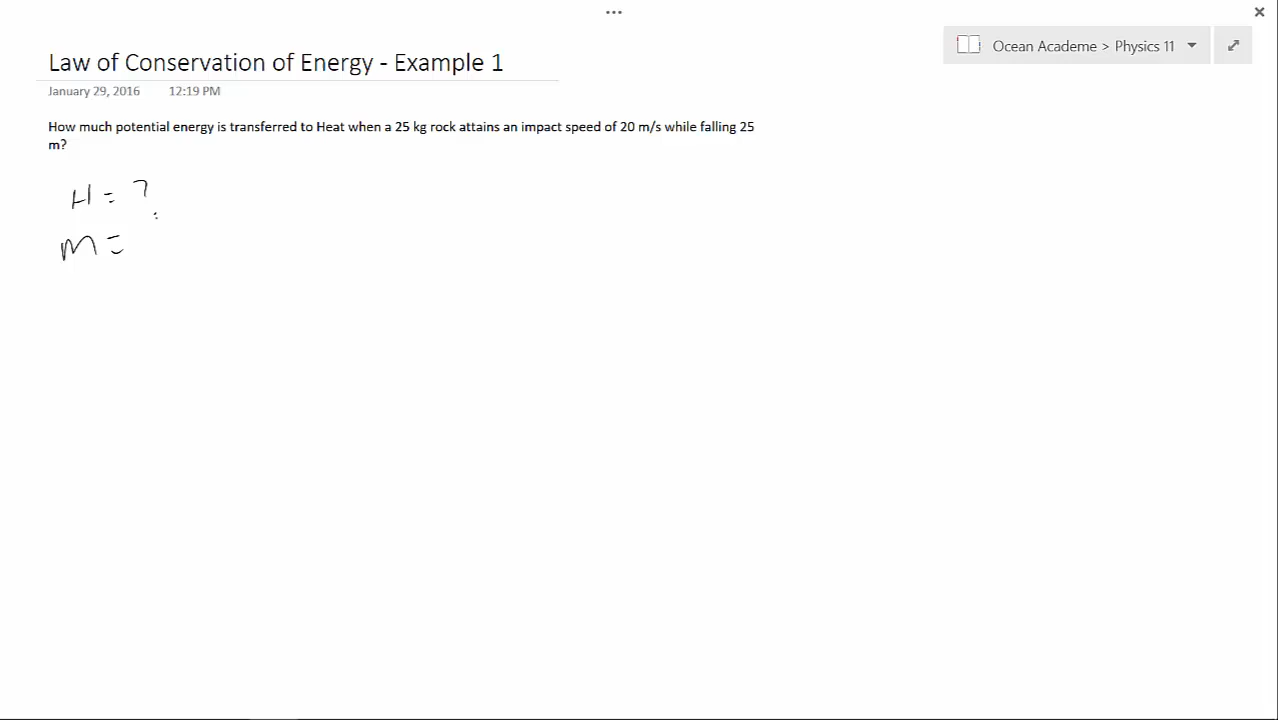 ...
Ocean Academe > Physics 11
Law of Conservation of Energy - Example 1
January 29, 2016 12:19 PM
How much potential energy is transferred to Heat when a 25 kg rock attains an impact speed of 20 m/s while falling 25
m?
H = ?
m =